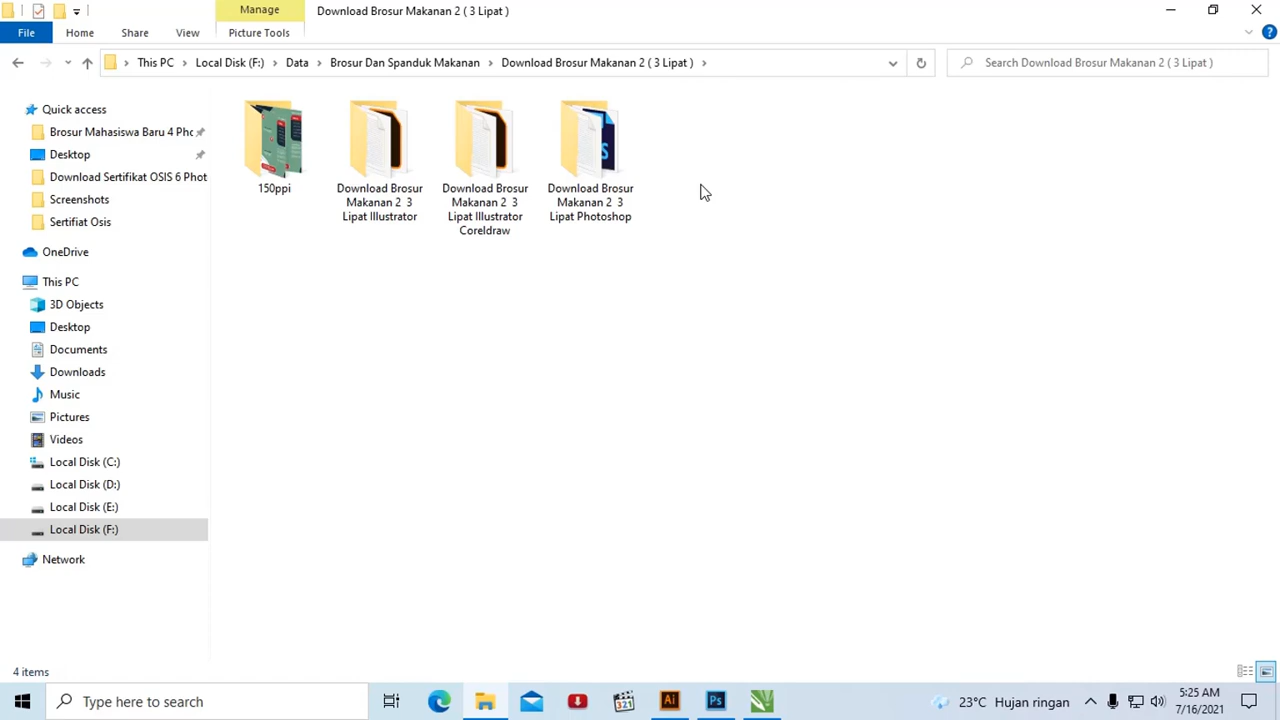 Manage
Download Brosur Makanan 2 ( 3 Lipat )
File
Home
Share
View
Picture Tools
This PC
Local Disk (F:)
Data
Brosur Dan Spanduk Makanan
Download Brosur Makanan 2 ( 3 Lipat )
Search Download Brosur Makanan 2 ( 3 Lipat )
Quick access
Brosur Mahasiswa Baru 4 Phc
Desktop
Download Sertifikat OSIS 6 Phot
Screenshots
Sertifiat Osis
OneDrive
This PC
3D Objects
Desktop
Documents
Downloads
Music
Pictures
Videos
Local Disk (C:)
Local Disk (D:)
Local Disk (E:)
Local Disk (F:)
Network
150ppi
Download Brosur
Makanan 2 3
Lipat Illustrator
Download Brosur
Makanan 2 3
Lipat Illustrator
Coreldraw
Download Brosur
Makanan 2 3
Lipat Photoshop
4 items
Type here to search
321
Ai
Ps
23°C Hujan ringan
5:25 AM
7/16/2021